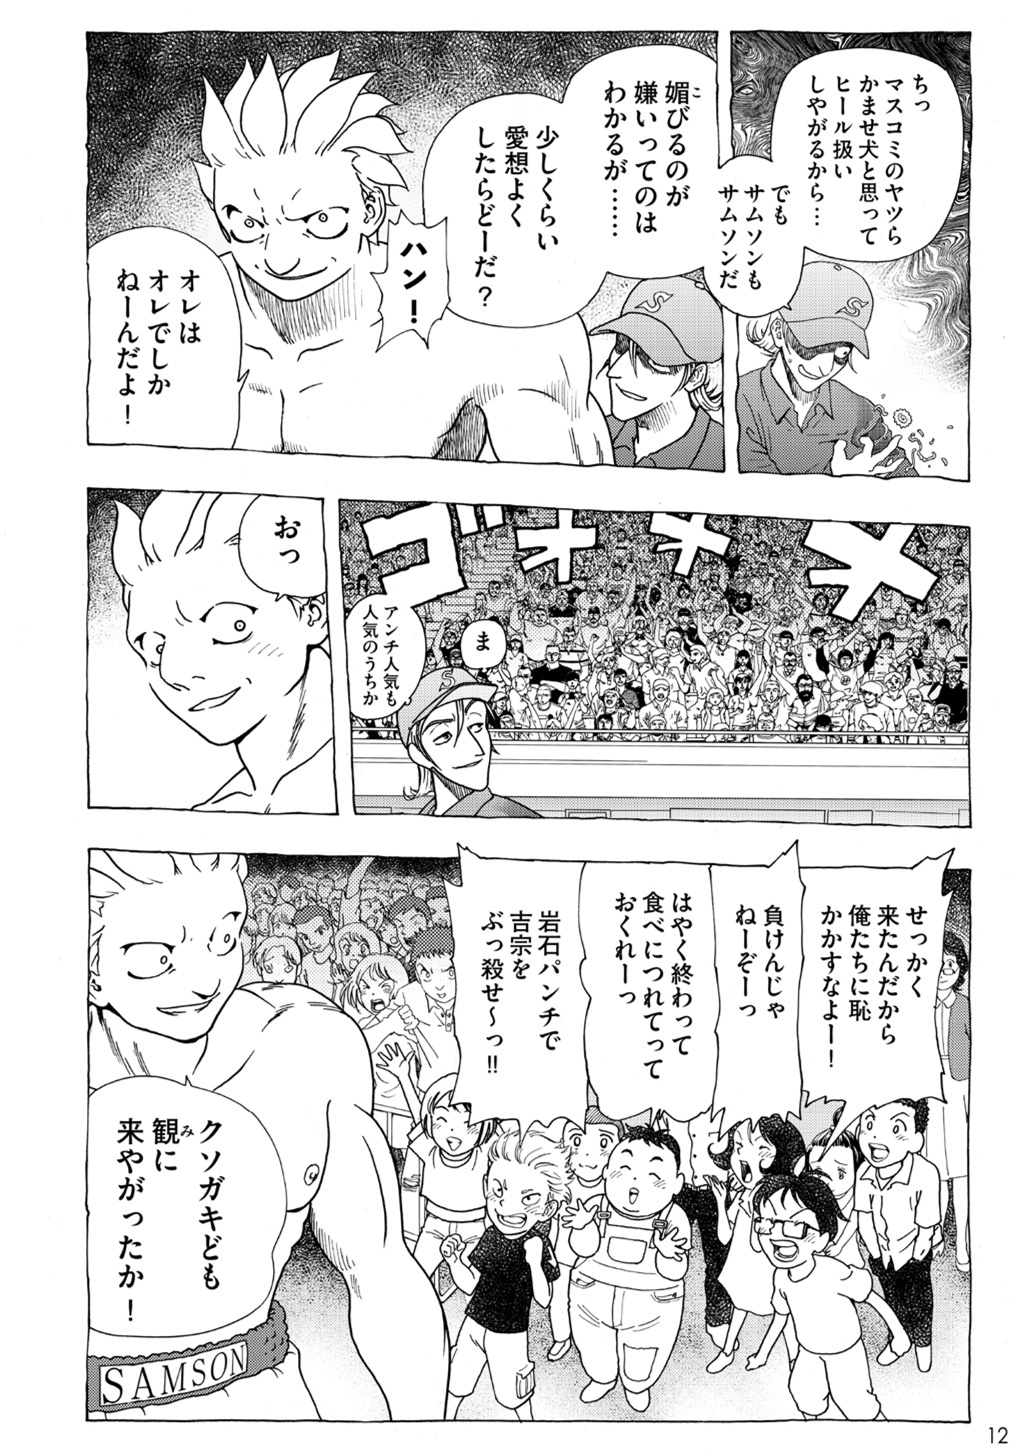 ちっ
マスコミのヤツら
かませ犬と思って
ヒール扱い
しやがるから…
でも
サムソンも
サムソンだ
S
媚びるのが
こ
嫌いってのは
わかるが……
少しくらい
愛想よく
したらどーだ？
ハン！
オレは
オレでしか
ねーんだよ！
ゴオオオ
ま
アンチ人気も
人気のうちか
S
おっ
せっかく
来たんだから
俺たちに恥
かかすなよー！
負けんじゃ
ねーぞーっ
はやく終わって
食べにつれてって
おくれーっ
岩石パンチで
吉宗を
ぶっ殺せ〜っ!!
クソガキども
観に
み
来やがったか！
SAMSON
12